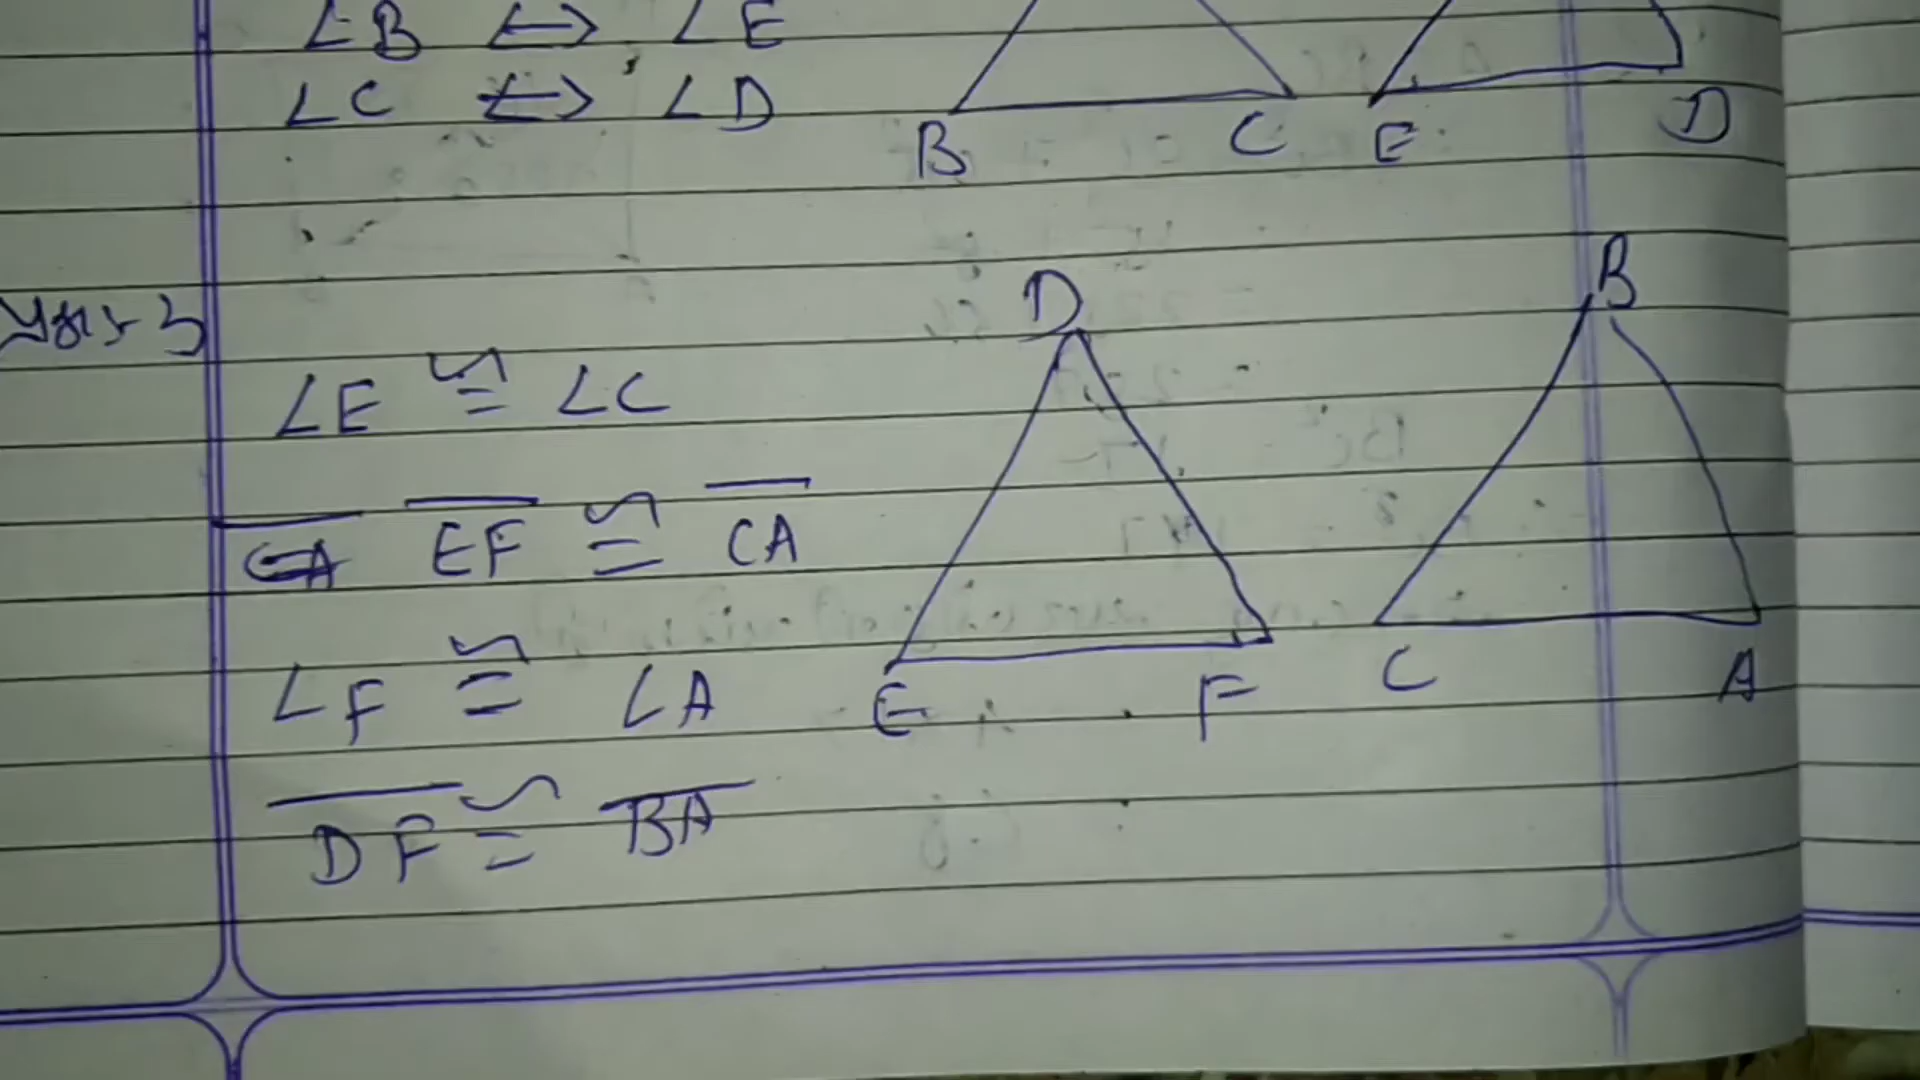 ∠B ⟷ ∠E
∠C ⟷ ∠D
B C E D
D B
∠E ≅ ∠C
EF ≅ CA
∠F ≅ ∠A
E F C A
DF ≅ BA